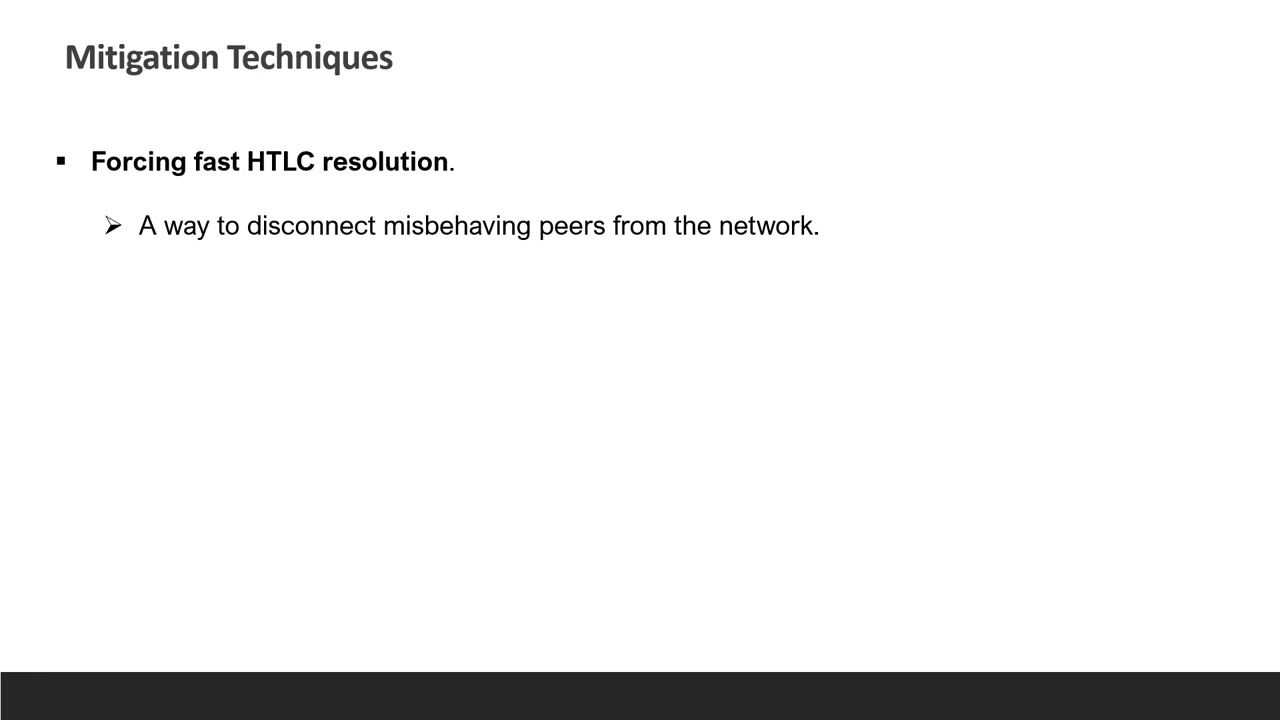 Mitigation Techniques
▪ Forcing fast HTLC resolution.
➢ A way to disconnect misbehaving peers from the network.